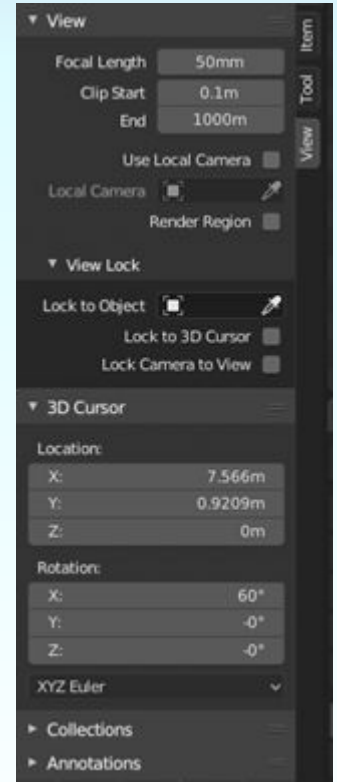 View
Focal Length 50mm
Clip Start 0.1m
End 1000m
Use Local Camera
Local Camera
Render Region
View Lock
Lock to Object
Lock to 3D Cursor
Lock Camera to View
3D Cursor
Location:
X: 7.566m
Y: 0.9209m
Z: 0m
Rotation:
X: 60°
Y: -0°
Z: -0°
XYZ Euler
Collections
Annotations
Item
Tool
View